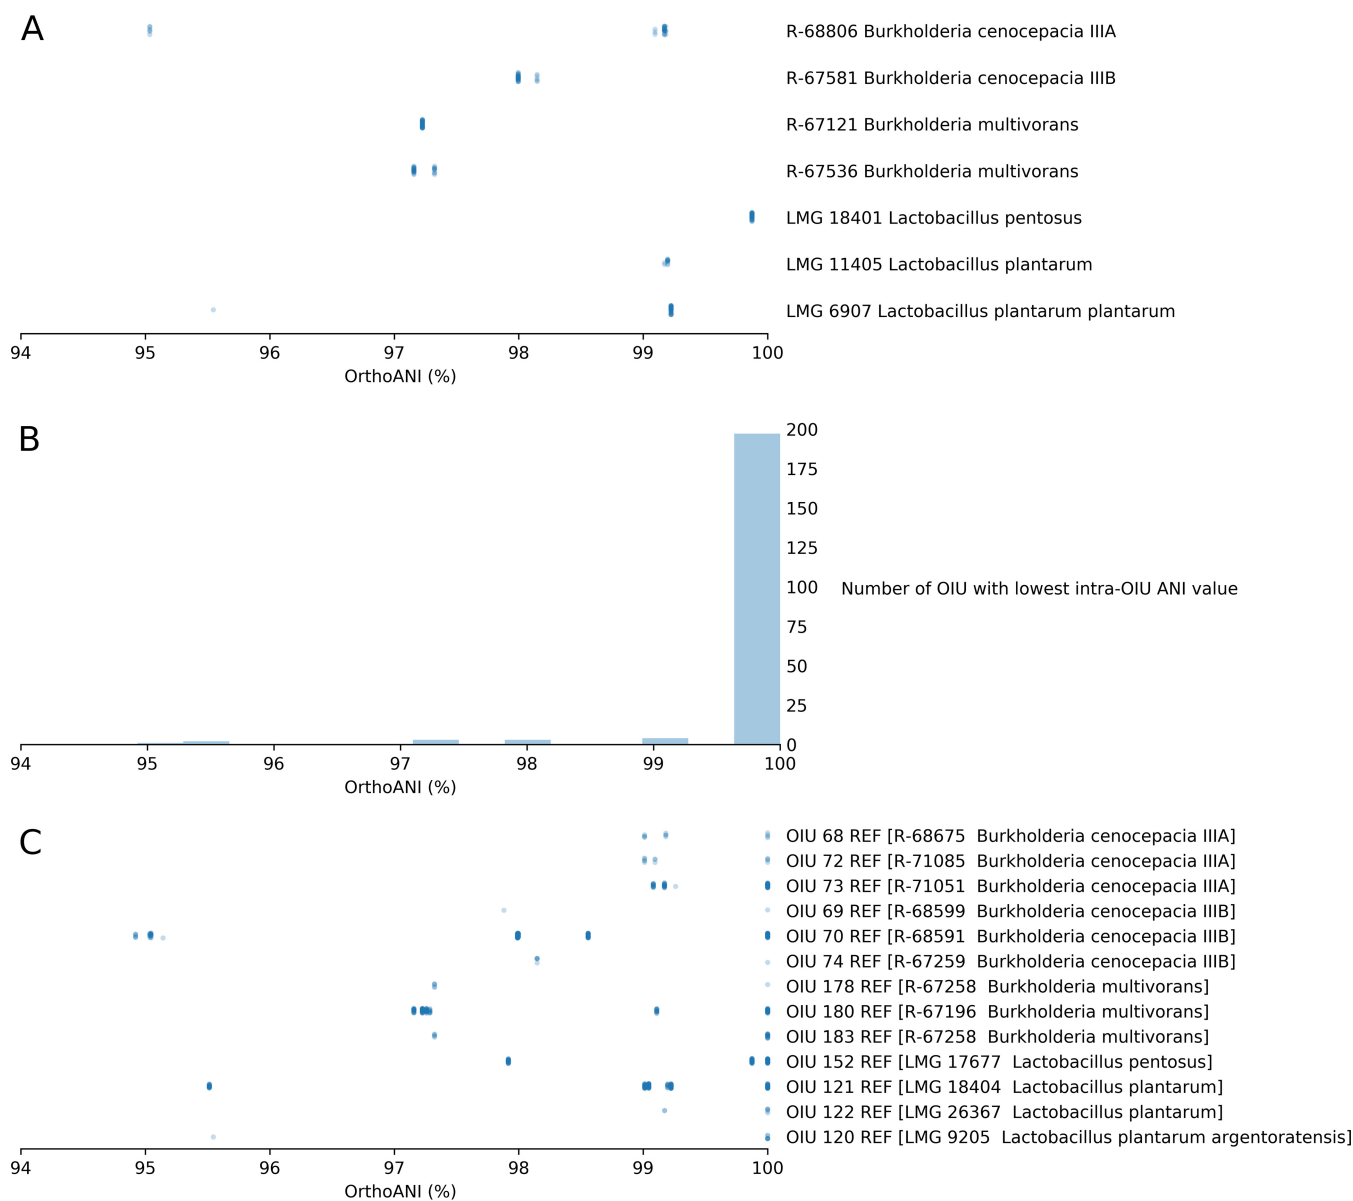 A
R-68806 Burkholderia cenocepacia IIIA
R-67581 Burkholderia cenocepacia IIIB
R-67121 Burkholderia multivorans
R-67536 Burkholderia multivorans
LMG 18401 Lactobacillus pentosus
LMG 11405 Lactobacillus plantarum
LMG 6907 Lactobacillus plantarum plantarum
94 95 96 97 98 99 100
OrthoANI (%)
B
200
175
150
125
100 Number of OIU with lowest intra-OIU ANI value
75
50
25
0
94 95 96 97 98 99 100
OrthoANI (%)
C
OIU 68 REF [R-68675 Burkholderia cenocepacia IIIA]
OIU 72 REF [R-71085 Burkholderia cenocepacia IIIA]
OIU 73 REF [R-71051 Burkholderia cenocepacia IIIA]
OIU 69 REF [R-68599 Burkholderia cenocepacia IIIB]
OIU 70 REF [R-68591 Burkholderia cenocepacia IIIB]
OIU 74 REF [R-67259 Burkholderia cenocepacia IIIB]
OIU 178 REF [R-67258 Burkholderia multivorans]
OIU 180 REF [R-67196 Burkholderia multivorans]
OIU 183 REF [R-67258 Burkholderia multivorans]
OIU 152 REF [LMG 17677 Lactobacillus pentosus]
OIU 121 REF [LMG 18404 Lactobacillus plantarum]
OIU 122 REF [LMG 26367 Lactobacillus plantarum]
OIU 120 REF [LMG 9205 Lactobacillus plantarum argentoratensis]
94 95 96 97 98 99 100
OrthoANI (%)